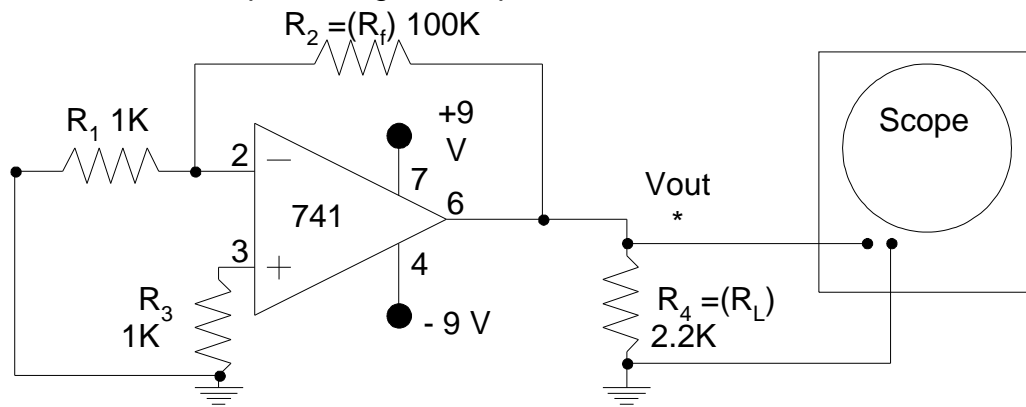 R2 =(Rf) 100K
R1 1K
+9
V
Scope
2
7
Vout
*
741
6
3
4
R3
1K
- 9 V
R4 =(RL)
2.2K